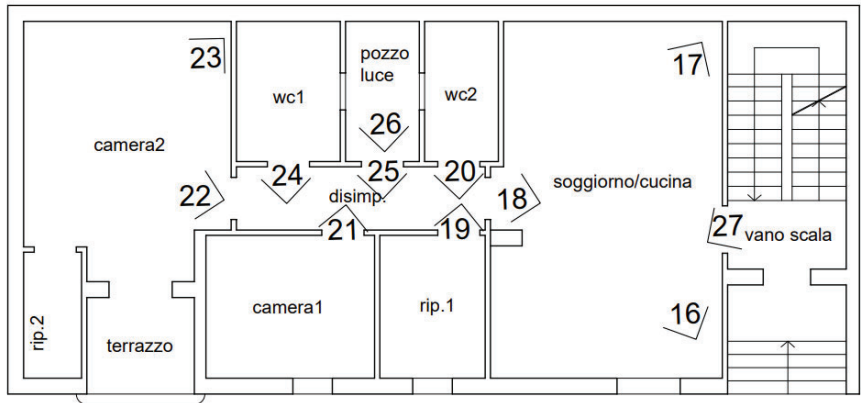 23
17
pozzo
luce
wc1
wc2
26
camera2
24
25
20
soggiorno/cucina
22
disimp.
18
21
19
27
vano scala
camera1
rip.1
16
rip.2
terrazzo